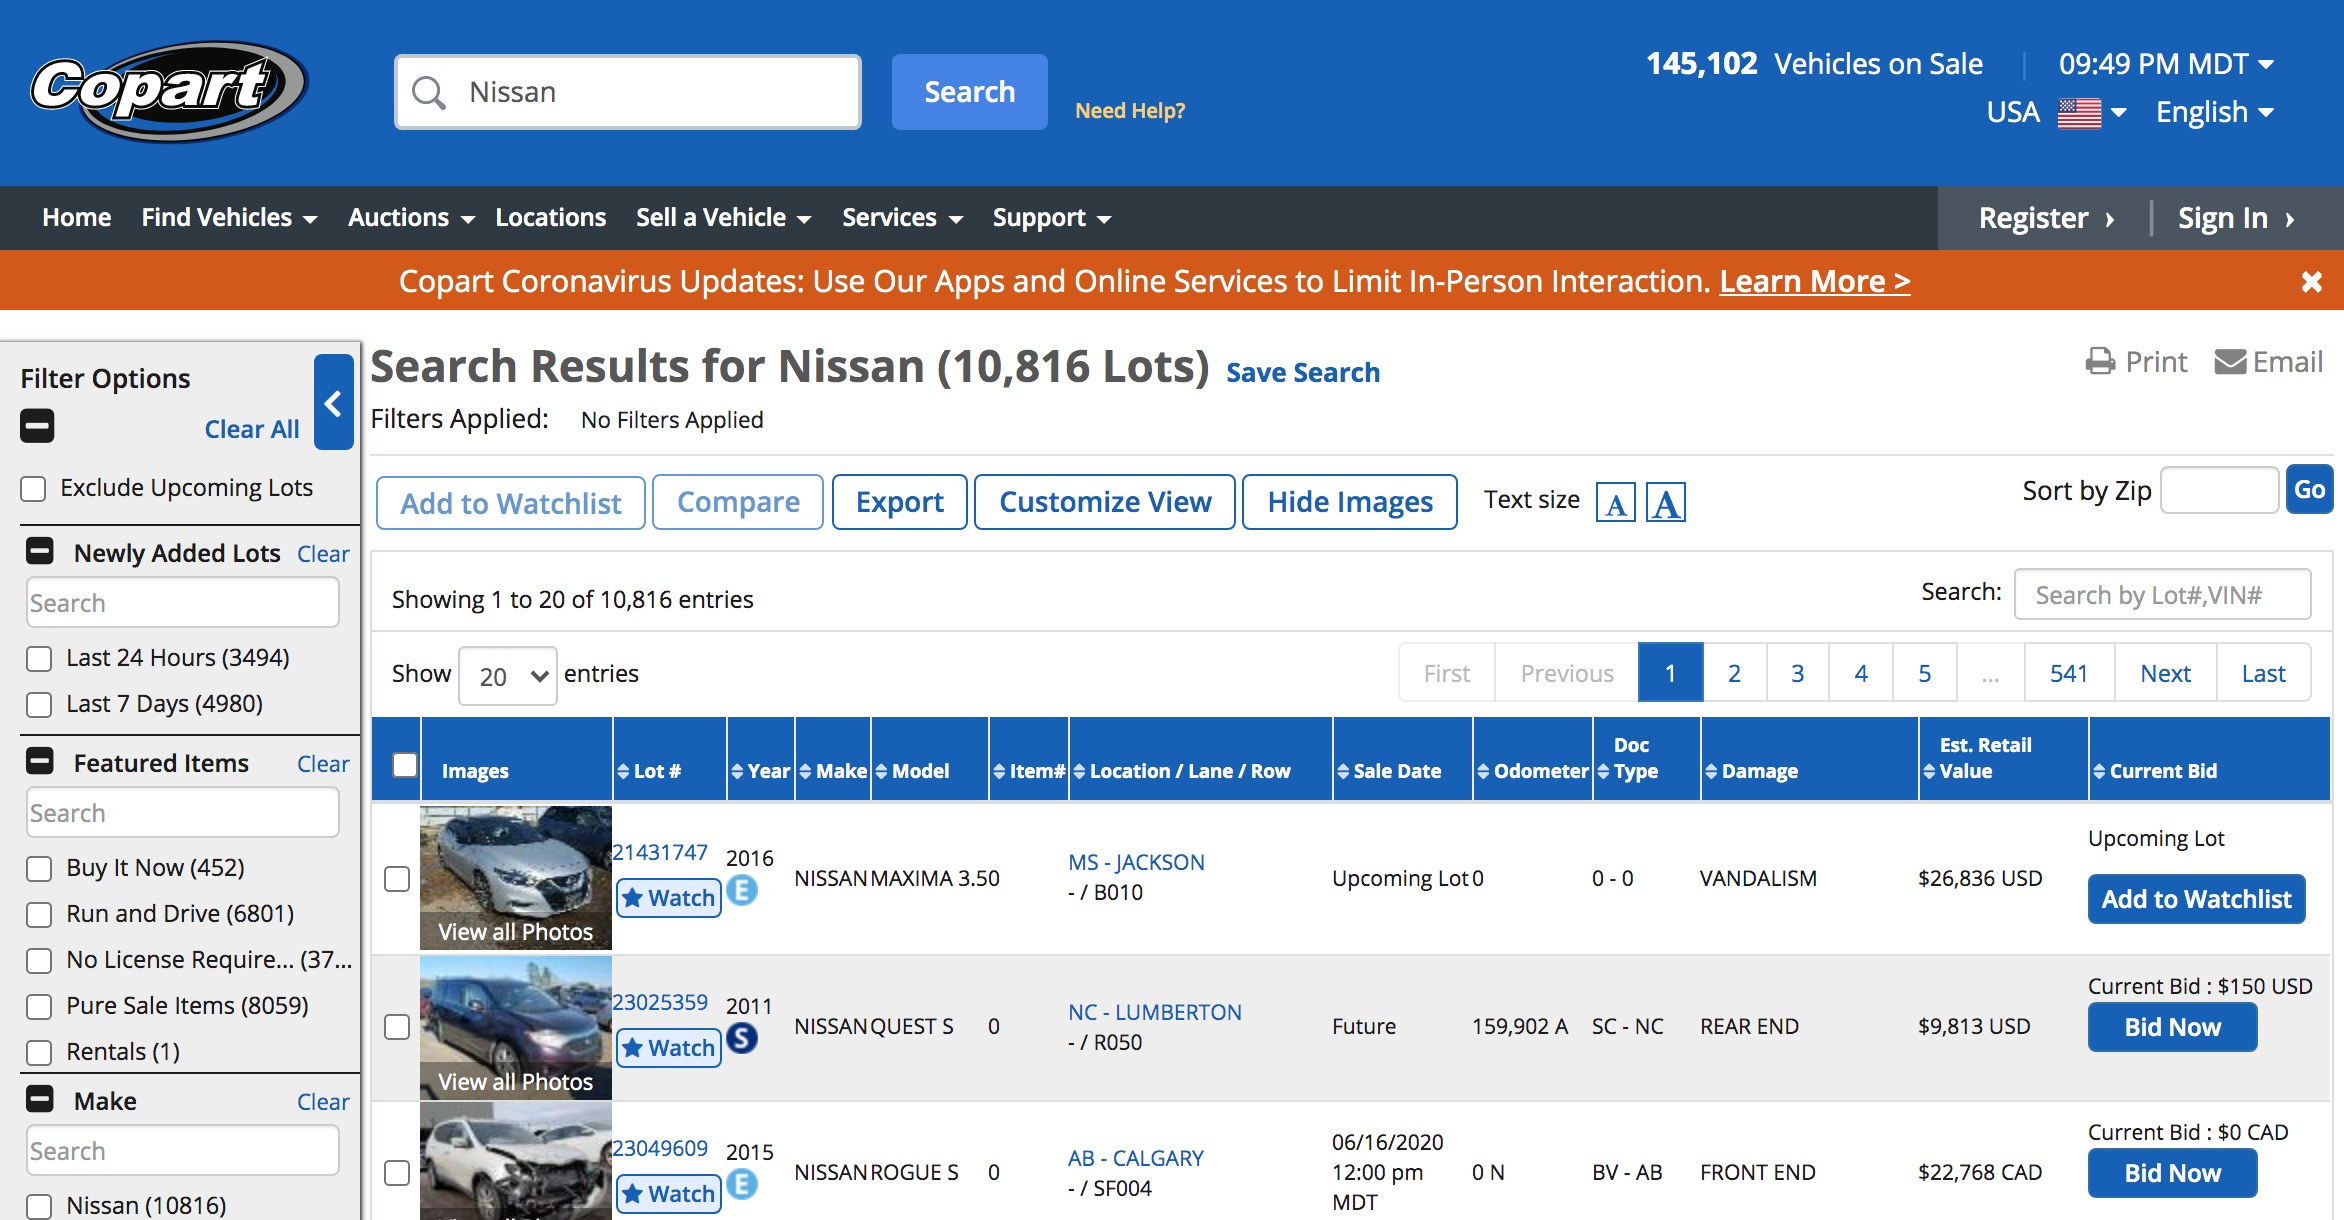 Copart
Nissan
Search
Need Help?
145,102 Vehicles on Sale
09:49 PM MDT
USA
English
Home Find Vehicles Auctions Locations Sell a Vehicle Services Support
Register › Sign In ›
Copart Coronavirus Updates: Use Our Apps and Online Services to Limit In-Person Interaction. Learn More >
Filter Options
Clear All
Exclude Upcoming Lots
Newly Added Lots Clear
Search
Last 24 Hours (3494)
Last 7 Days (4980)
Featured Items Clear
Search
Buy It Now (452)
Run and Drive (6801)
No License Require... (37...
Pure Sale Items (8059)
Rentals (1)
Make Clear
Search
Nissan (10816)
Search Results for Nissan (10,816 Lots) Save Search
Print Email
Filters Applied: No Filters Applied
Add to Watchlist Compare Export Customize View Hide Images Text size A A
Sort by Zip Go
Showing 1 to 20 of 10,816 entries
Search: Search by Lot#,VIN#
Show 20 entries
First Previous 1 2 3 4 5 ... 541 Next Last
Images Lot # Year Make Model Item# Location / Lane / Row Sale Date Odometer Doc Type Damage Est. Retail Value Current Bid
View all Photos
21431747
Watch
2016
E
NISSAN MAXIMA 3.5 0
MS - JACKSON
- / B010
Upcoming Lot 0 0 - 0 VANDALISM $26,836 USD
Upcoming Lot
Add to Watchlist
View all Photos
23025359
Watch
2011
S
NISSAN QUEST S 0
NC - LUMBERTON
- / R050
Future 159,902 A SC - NC REAR END $9,813 USD
Current Bid : $150 USD
Bid Now
23049609
Watch
2015
E
NISSAN ROGUE S 0
AB - CALGARY
- / SF004
06/16/2020
12:00 pm
MDT
0 N BV - AB FRONT END $22,768 CAD
Current Bid : $0 CAD
Bid Now